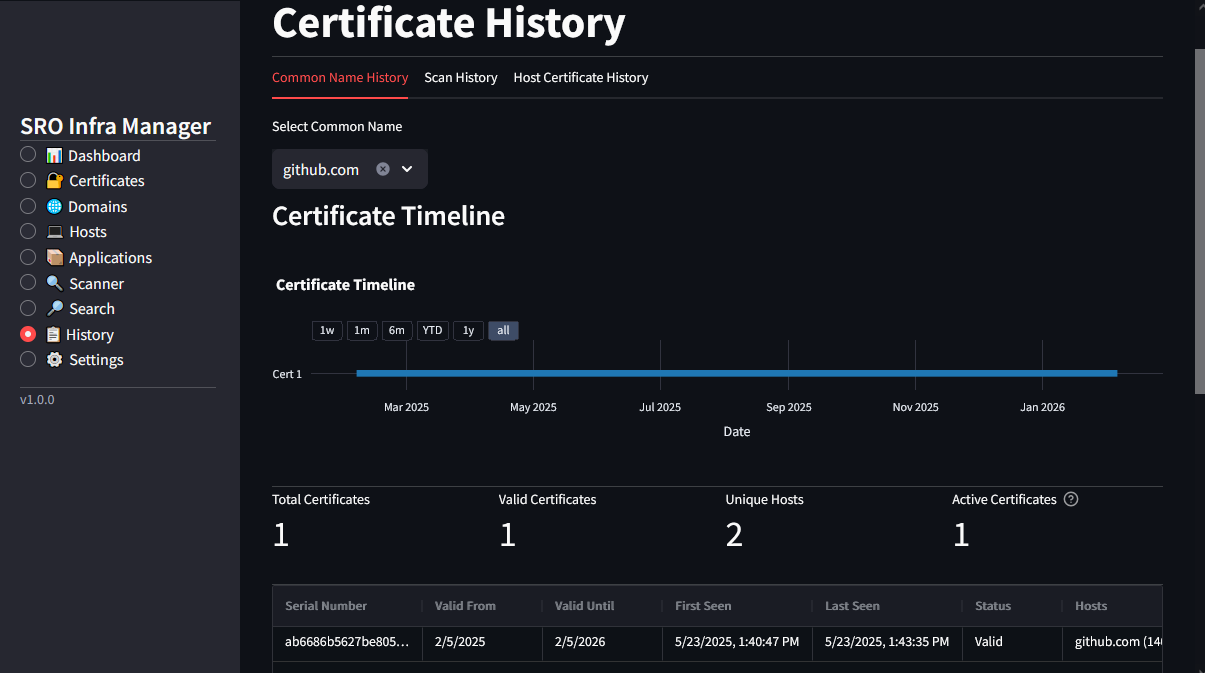 SRO Infra Manager
Dashboard
Certificates
Domains
Hosts
Applications
Scanner
Search
History
Settings
v1.0.0
Certificate History
Common Name History Scan History Host Certificate History
Select Common Name
github.com
Certificate Timeline
Certificate Timeline
1w 1m 6m YTD 1y all
Cert 1
Mar 2025 May 2025 Jul 2025 Sep 2025 Nov 2025 Jan 2026
Date
Total Certificates Valid Certificates Unique Hosts Active Certificates ?
1 1 2 1
Serial Number Valid From Valid Until First Seen Last Seen Status Hosts
ab6686b5627be805... 2/5/2025 2/5/2026 5/23/2025, 1:40:47 PM 5/23/2025, 1:43:35 PM Valid github.com (14